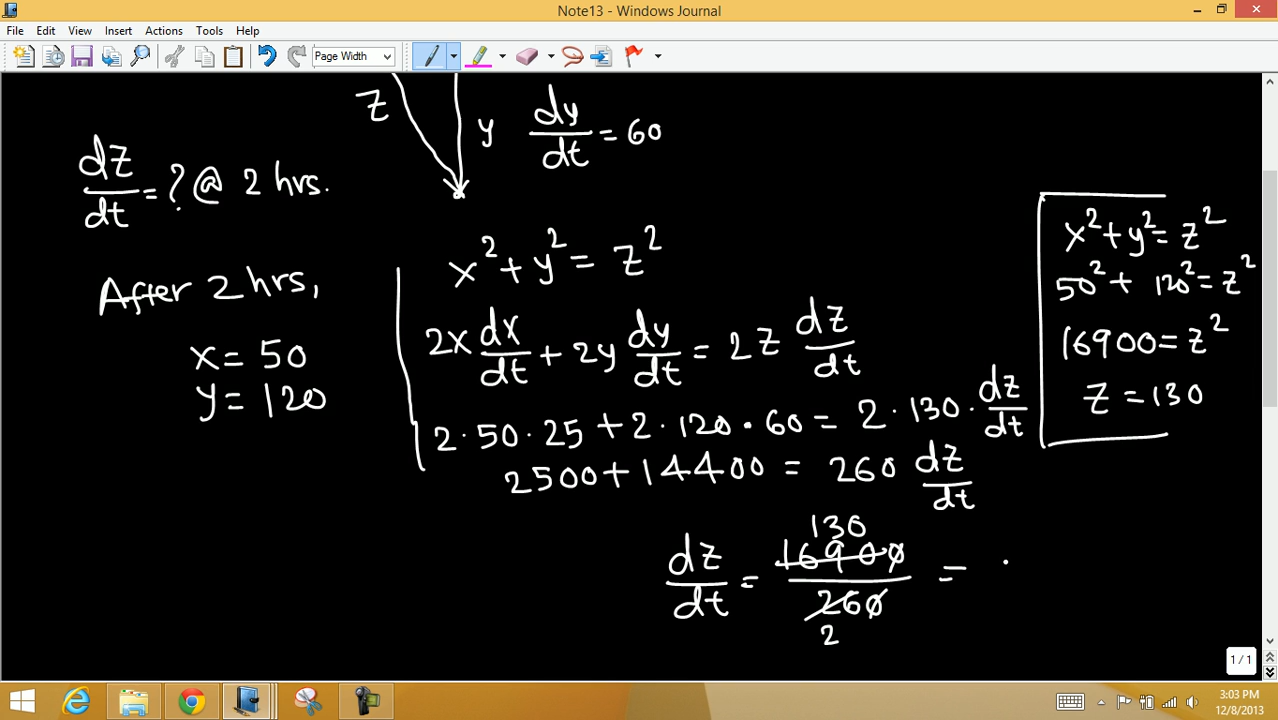 Note13 - Windows Journal
File Edit View Insert Actions Tools Help
Page Width
z
y dy/dt = 60
dz/dt = ? @ 2 hrs.
After 2 hrs,
x = 50
y = 120
x² + y² = z²
2x dx/dt + 2y dy/dt = 2z dz/dt
2 · 50 · 25 + 2 · 120 · 60 = 2 · 130 · dz/dt
2500 + 14400 = 260 dz/dt
130
dz/dt = 16900/260 =
2
x² + y² = z²
50² + 120² = z²
16900 = z²
z = 130
1 / 1
3:03 PM
12/8/2013